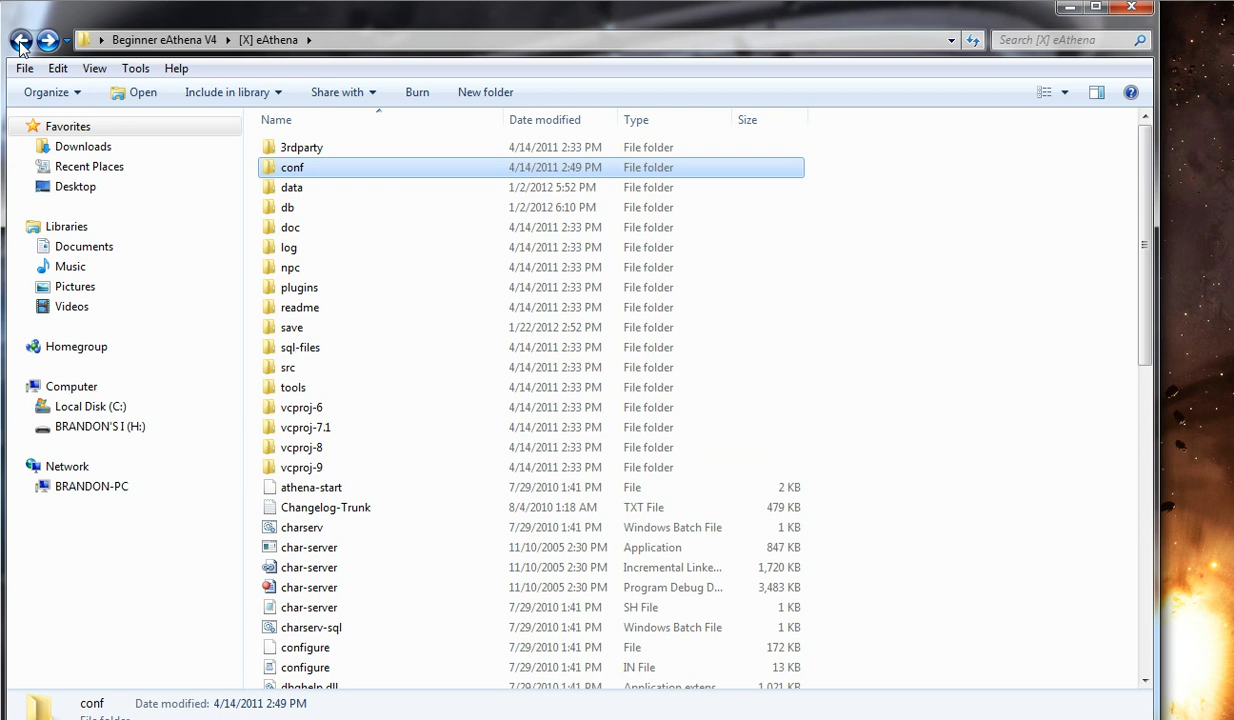 Beginner eAthena V4 [X] eAthena Search [X] eAthena
File Edit View Tools Help
Organize Open Include in library Share with Burn New folder
Name Date modified Type Size
Favorites
Downloads
Recent Places
Desktop
Libraries
Documents
Music
Pictures
Videos
Homegroup
Computer
Local Disk (C:)
BRANDON'S I (H:)
Network
BRANDON-PC
3rdparty 4/14/2011 2:33 PM File folder
conf 4/14/2011 2:49 PM File folder
data 1/2/2012 5:52 PM File folder
db 1/2/2012 6:10 PM File folder
doc 4/14/2011 2:33 PM File folder
log 4/14/2011 2:33 PM File folder
npc 4/14/2011 2:33 PM File folder
plugins 4/14/2011 2:33 PM File folder
readme 4/14/2011 2:33 PM File folder
save 1/22/2012 2:52 PM File folder
sql-files 4/14/2011 2:33 PM File folder
src 4/14/2011 2:33 PM File folder
tools 4/14/2011 2:33 PM File folder
vcproj-6 4/14/2011 2:33 PM File folder
vcproj-7.1 4/14/2011 2:33 PM File folder
vcproj-8 4/14/2011 2:33 PM File folder
vcproj-9 4/14/2011 2:33 PM File folder
athena-start 7/29/2010 1:41 PM File 2 KB
Changelog-Trunk 8/4/2010 1:18 AM TXT File 479 KB
charserv 7/29/2010 1:41 PM Windows Batch File 1 KB
char-server 11/10/2005 2:30 PM Application 847 KB
char-server 11/10/2005 2:30 PM Incremental Linke... 1,720 KB
char-server 11/10/2005 2:30 PM Program Debug D... 3,483 KB
char-server 7/29/2010 1:41 PM SH File 1 KB
charserv-sql 7/29/2010 1:41 PM Windows Batch File 1 KB
configure 7/29/2010 1:41 PM File 172 KB
configure 7/29/2010 1:41 PM IN File 13 KB
dbghelp.dll 7/29/2010 1:41 PM Application extens... 1,021 KB
conf Date modified: 4/14/2011 2:49 PM
File folder